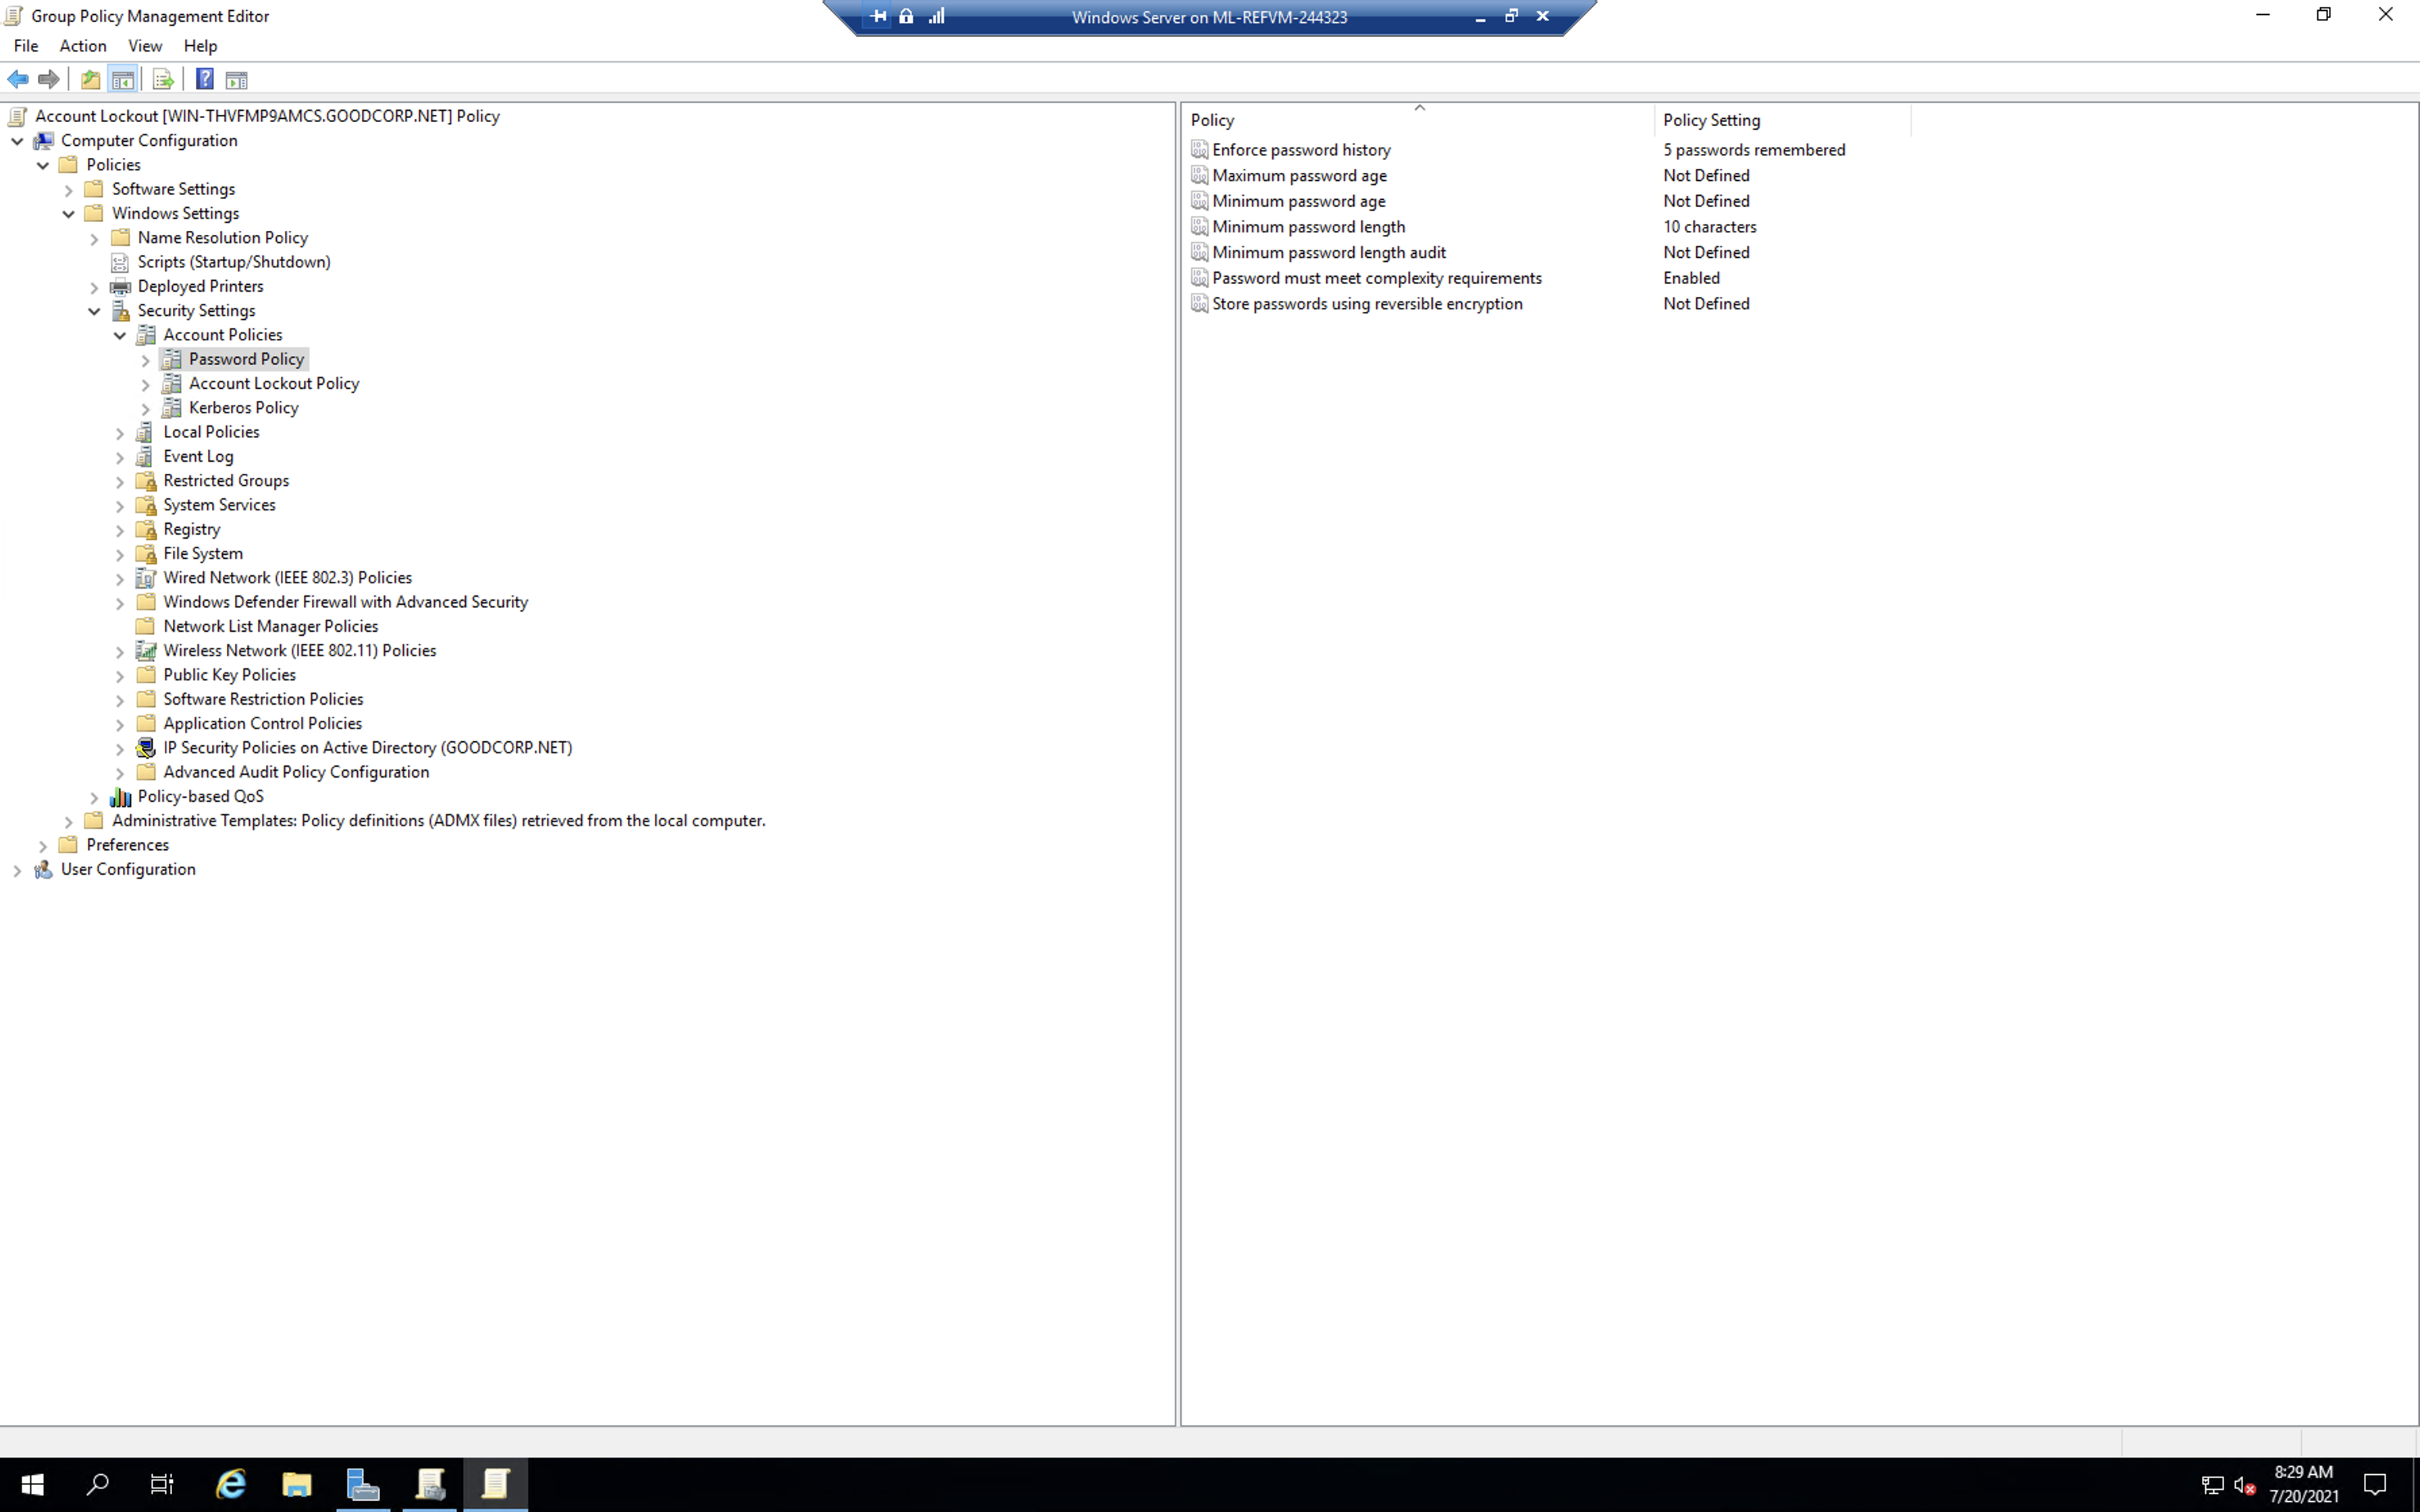 Group Policy Management Editor
Windows Server on ML-REFVM-244323
File Action View Help
Account Lockout [WIN-THVFMP9AMCS.GOODCORP.NET] Policy
Computer Configuration
Policies
Software Settings
Windows Settings
Name Resolution Policy
Scripts (Startup/Shutdown)
Deployed Printers
Security Settings
Account Policies
Password Policy
Account Lockout Policy
Kerberos Policy
Local Policies
Event Log
Restricted Groups
System Services
Registry
File System
Wired Network (IEEE 802.3) Policies
Windows Defender Firewall with Advanced Security
Network List Manager Policies
Wireless Network (IEEE 802.11) Policies
Public Key Policies
Software Restriction Policies
Application Control Policies
IP Security Policies on Active Directory (GOODCORP.NET)
Advanced Audit Policy Configuration
Policy-based QoS
Administrative Templates: Policy definitions (ADMX files) retrieved from the local computer.
Preferences
User Configuration
Policy Policy Setting
Enforce password history 5 passwords remembered
Maximum password age Not Defined
Minimum password age Not Defined
Minimum password length 10 characters
Minimum password length audit Not Defined
Password must meet complexity requirements Enabled
Store passwords using reversible encryption Not Defined
8:29 AM
7/20/2021